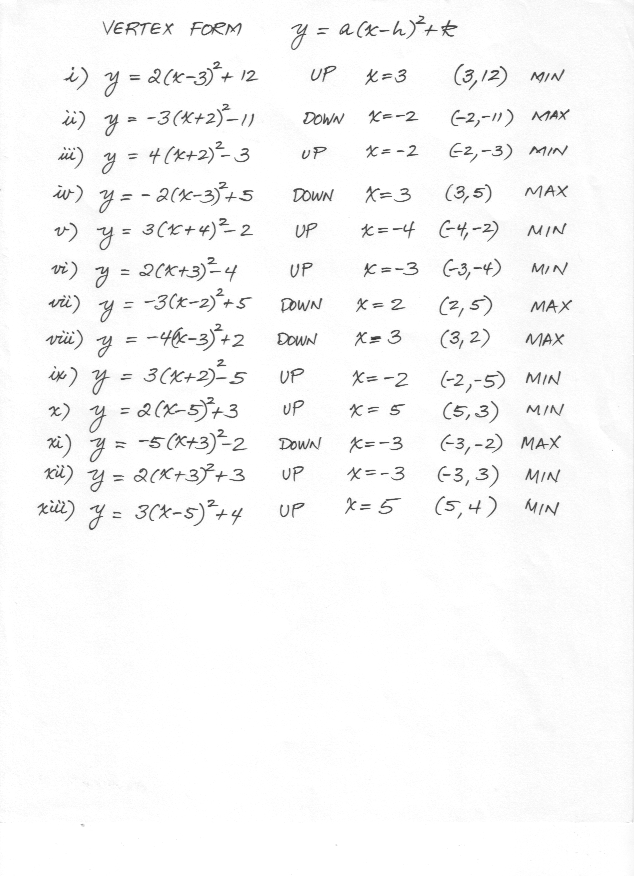 VERTEX FORM y = a(x-h)²+k
i) y = 2(x-3)²+12 UP x=3 (3,12) MIN
ii) y = -3(x+2)²-11 DOWN x=-2 (-2,-11) MAX
iii) y = 4(x+2)²-3 UP x=-2 (-2,-3) MIN
iv) y = -2(x-3)²+5 DOWN x=3 (3,5) MAX
v) y = 3(x+4)²-2 UP x=-4 (-4,-2) MIN
vi) y = 2(x+3)²-4 UP x=-3 (-3,-4) MIN
vii) y = -3(x-2)²+5 DOWN x=2 (2,5) MAX
viii) y = -4(x-3)²+2 DOWN x=3 (3,2) MAX
ix) y = 3(x+2)²-5 UP x=-2 (-2,-5) MIN
x) y = 2(x-5)²+3 UP x=5 (5,3) MIN
xi) y = -5(x+3)²-2 DOWN x=-3 (-3,-2) MAX
xii) y = 2(x+3)²+3 UP x=-3 (-3,3) MIN
xiii) y = 3(x-5)²+4 UP x=5 (5,4) MIN